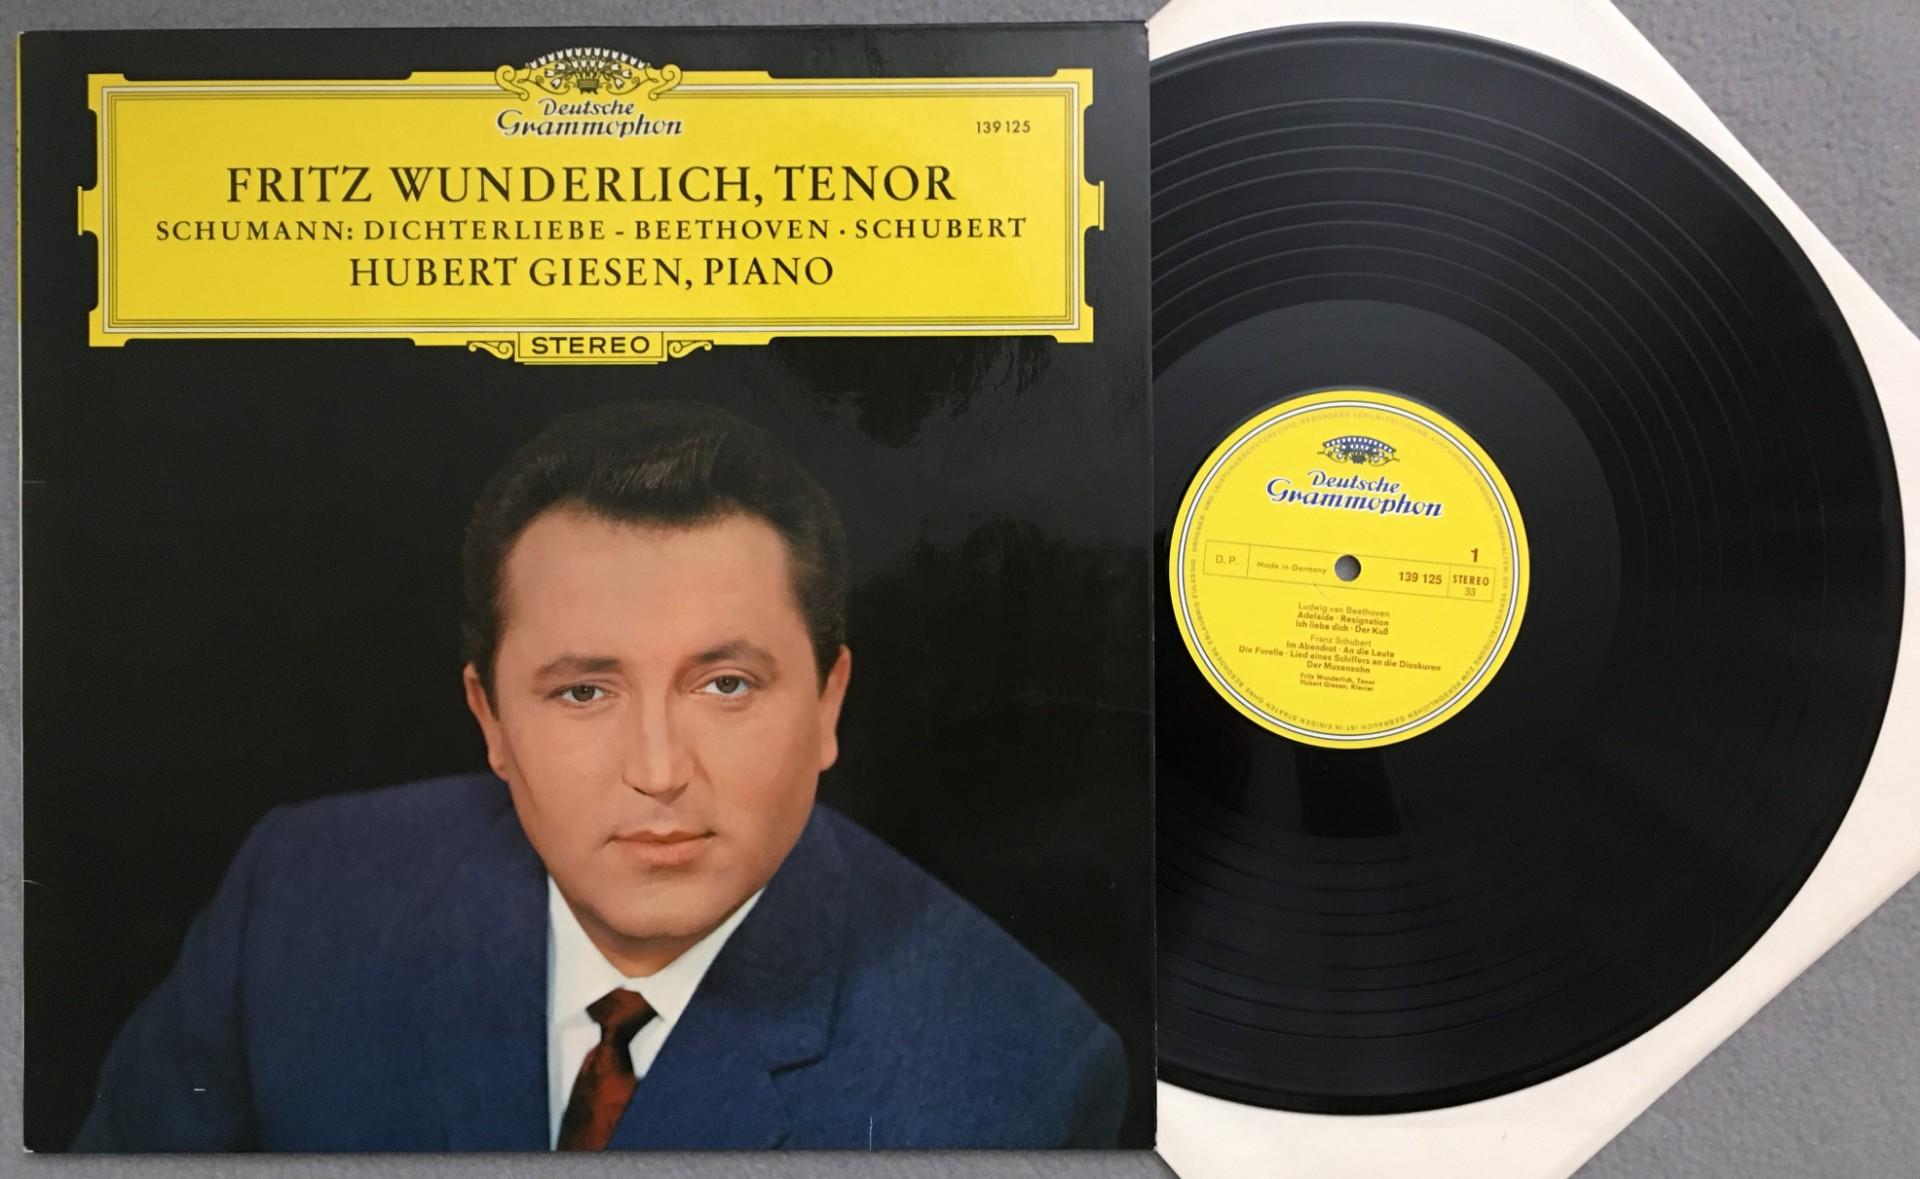 Deutsche
Grammophon
139 125
FRITZ WUNDERLICH, TENOR
SCHUMANN: DICHTERLIEBE - BEETHOVEN · SCHUBERT
HUBERT GIESEN, PIANO
STEREO
Deutsche
Grammophon
1
D. P.
Made in Germany
139 125
STEREO
33
Ludwig van Beethoven
Adelaide · Resignation
Ich liebe dich · Der Kuß
Franz Schubert
Im Abendrot · An die Laute
Die Forelle · Lied eines Schiffers an die Dioskuren
Der Musensohn
Fritz Wunderlich, Tenor
Hubert Giesen, Klavier